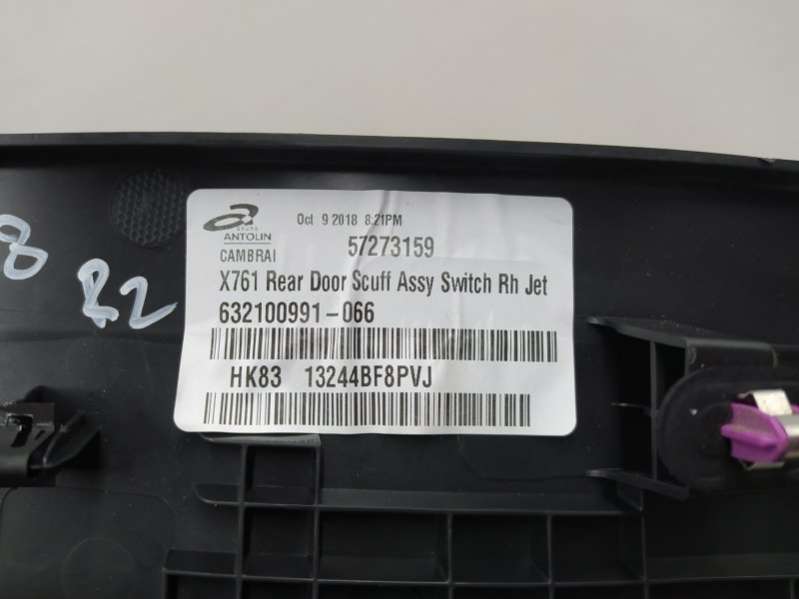 GRUPO
ANTOLIN
CAMBRAI
Oct 9 2018 8:21PM
57273159
X761 Rear Door Scuff Assy Switch Rh Jet
632100991-066
HK83 13244BF8PVJ
8
22